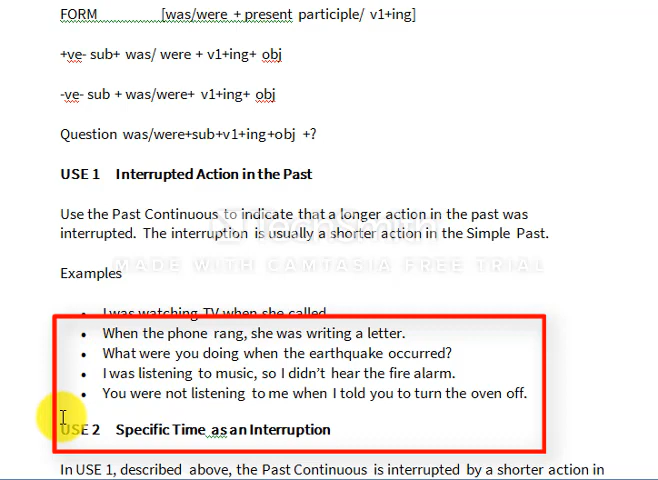 FORM [was/were + present participle/ v1+ing]
+ve- sub+ was/ were + v1+ing+ obj
-ve- sub + was/were+ v1+ing+ obj
Question was/were+sub+v1+ing+obj +?
USE 1 Interrupted Action in the Past
Use the Past Continuous to indicate that a longer action in the past was
interrupted. The interruption is usually a shorter action in the Simple Past.
TechSmith
MADE WITH CAMTASIA FREE TRIAL
Examples
• I was watching TV when she called.
• When the phone rang, she was writing a letter.
• What were you doing when the earthquake occurred?
• I was listening to music, so I didn’t hear the fire alarm.
• You were not listening to me when I told you to turn the oven off.
USE 2 Specific Time as an Interruption
In USE 1, described above, the Past Continuous is interrupted by a shorter action in